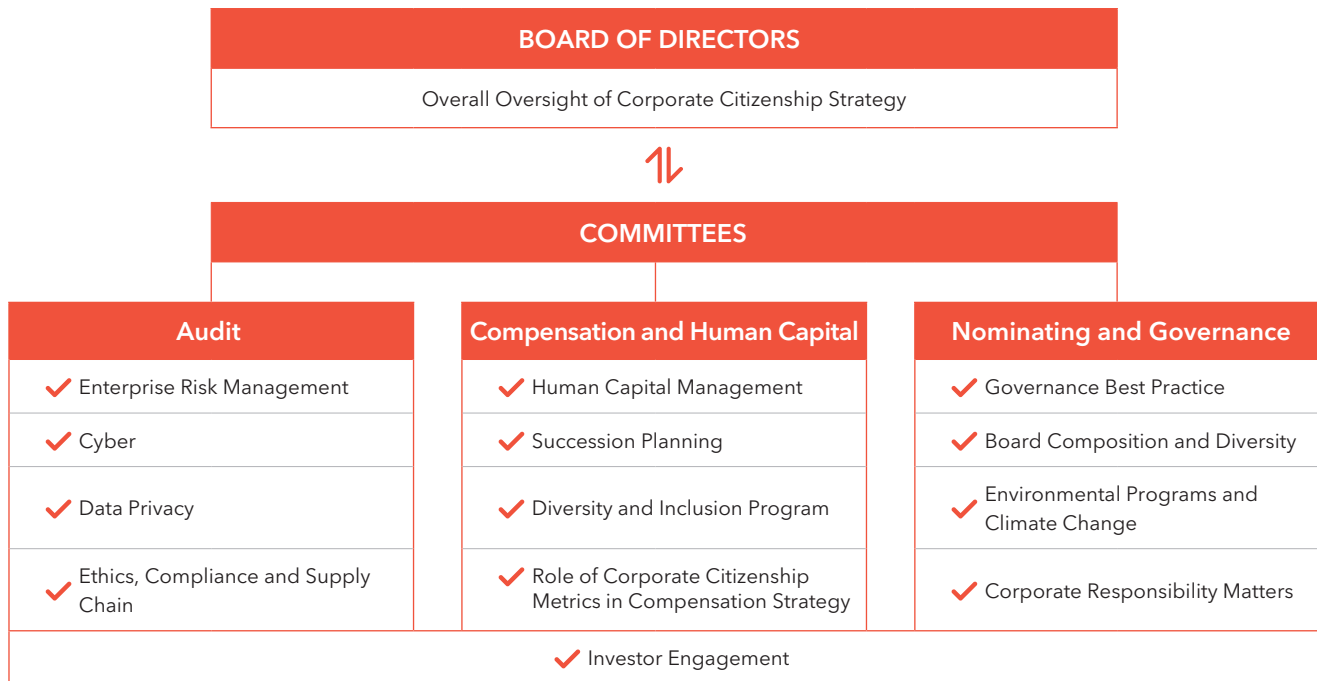 BOARD OF DIRECTORS
Overall Oversight of Corporate Citizenship Strategy
COMMITTEES
Audit
Enterprise Risk Management
Cyber
Data Privacy
Ethics, Compliance and Supply
Chain
Compensation and Human Capital
Human Capital Management
Succession Planning
Diversity and Inclusion Program
Role of Corporate Citizenship
Metrics in Compensation Strategy
Nominating and Governance
Governance Best Practice
Board Composition and Diversity
Environmental Programs and
Climate Change
Corporate Responsibility Matters
Investor Engagement